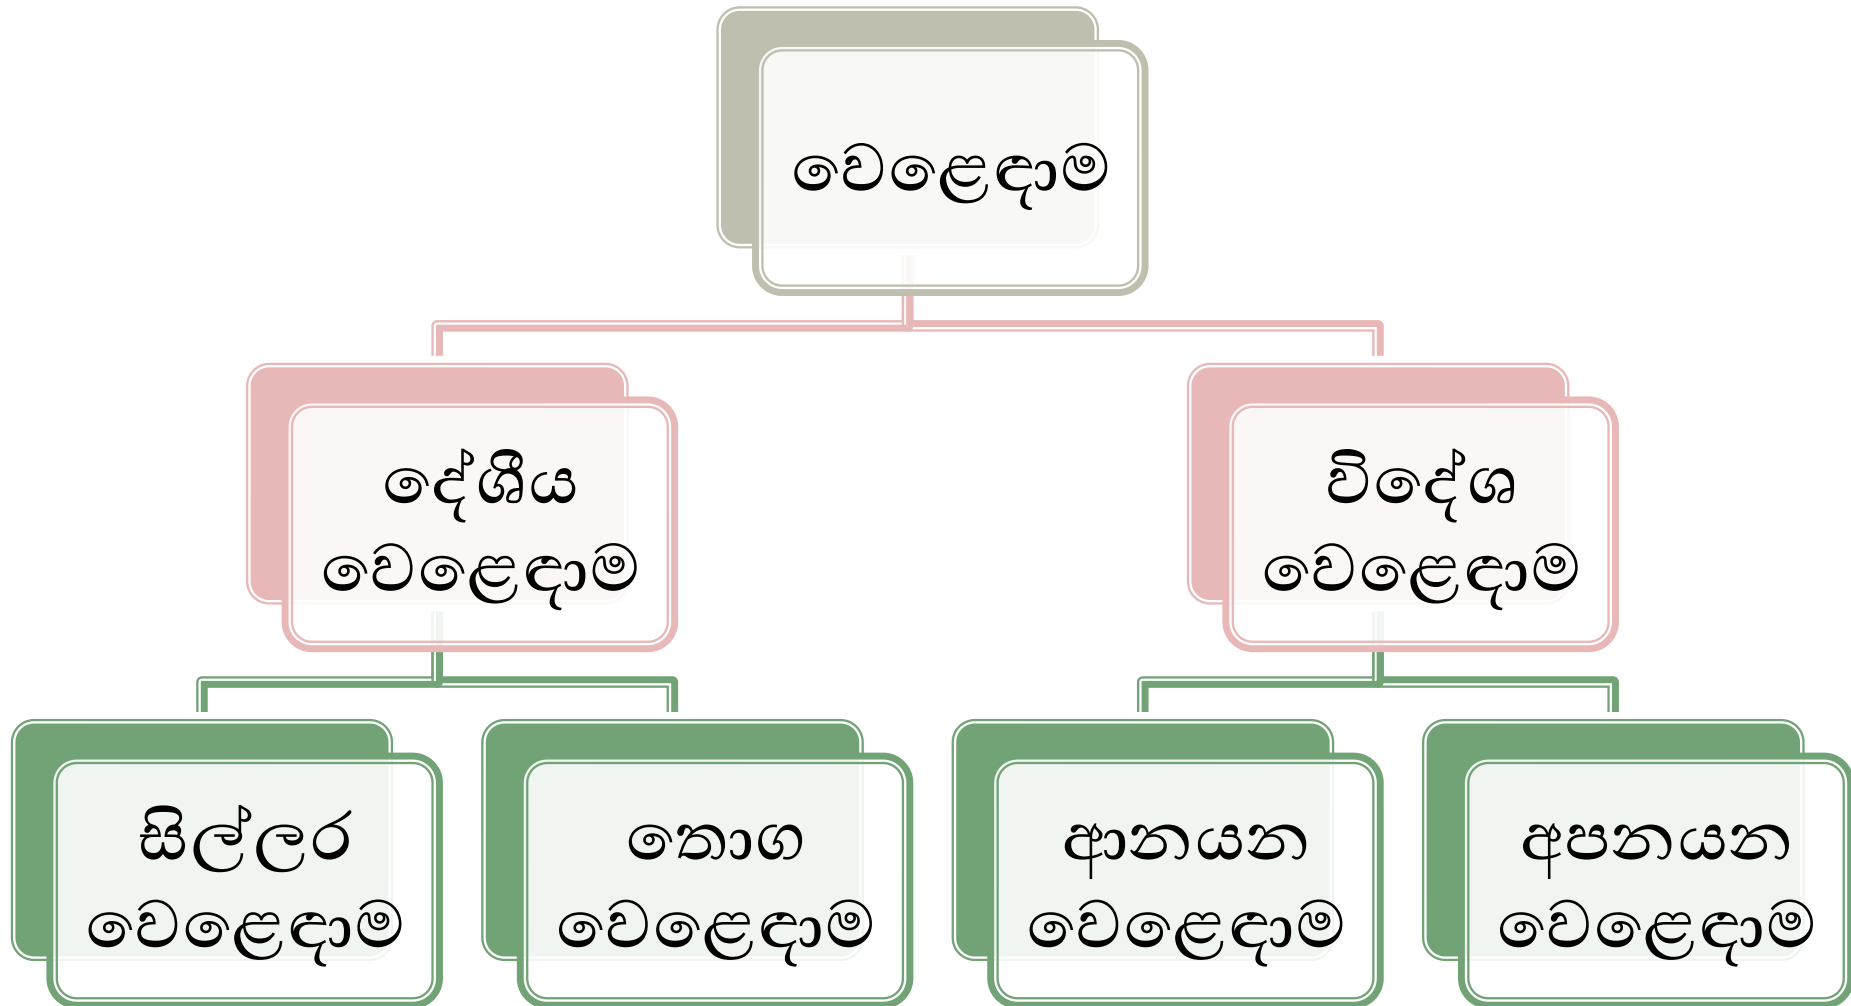 වෙළෙඳාම
දේශීය
වෙළෙඳාම
විදේශ
වෙළෙඳාම
සිල්ලර
වෙළෙඳාම
තොග
වෙළෙඳාම
ආනයන
වෙළෙඳාම
අපනයන
වෙළෙඳාම